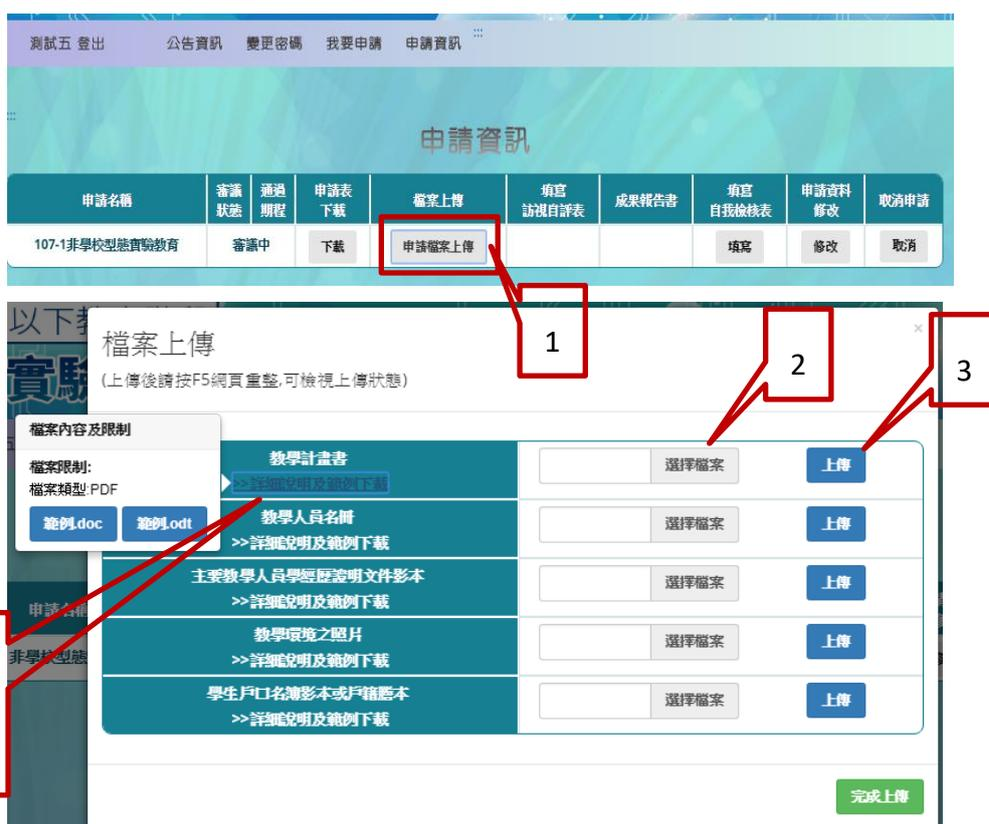 測試五 登出 公告資訊 變更密碼 我要申請 申請資訊
申請資訊
申請名稱 審議狀態 通過期程 申請表下載 檔案上傳 填寫訪視自評表 成果報告書 填寫自我檢核表 申請資料修改 取消申請
107-1非學校型態實驗教育 審議中 下載 申請檔案上傳 填寫 修改 取消
1
2
3
以下教
實驗
檔案上傳
×
(上傳後請按F5網頁重整,可檢視上傳狀態)
檔案內容及限制
檔案限制:
檔案類型:PDF
範例.doc 範例.odt
教學計畫書
>>詳細說明及範例下載
選擇檔案 上傳
教學人員名冊
>>詳細說明及範例下載
選擇檔案 上傳
主要教學人員學經歷證明文件影本
>>詳細說明及範例下載
選擇檔案 上傳
教學環境之照片
>>詳細說明及範例下載
選擇檔案 上傳
學生戶口名簿影本或戶籍謄本
>>詳細說明及範例下載
選擇檔案 上傳
申請名稱
非學校型態
完成上傳